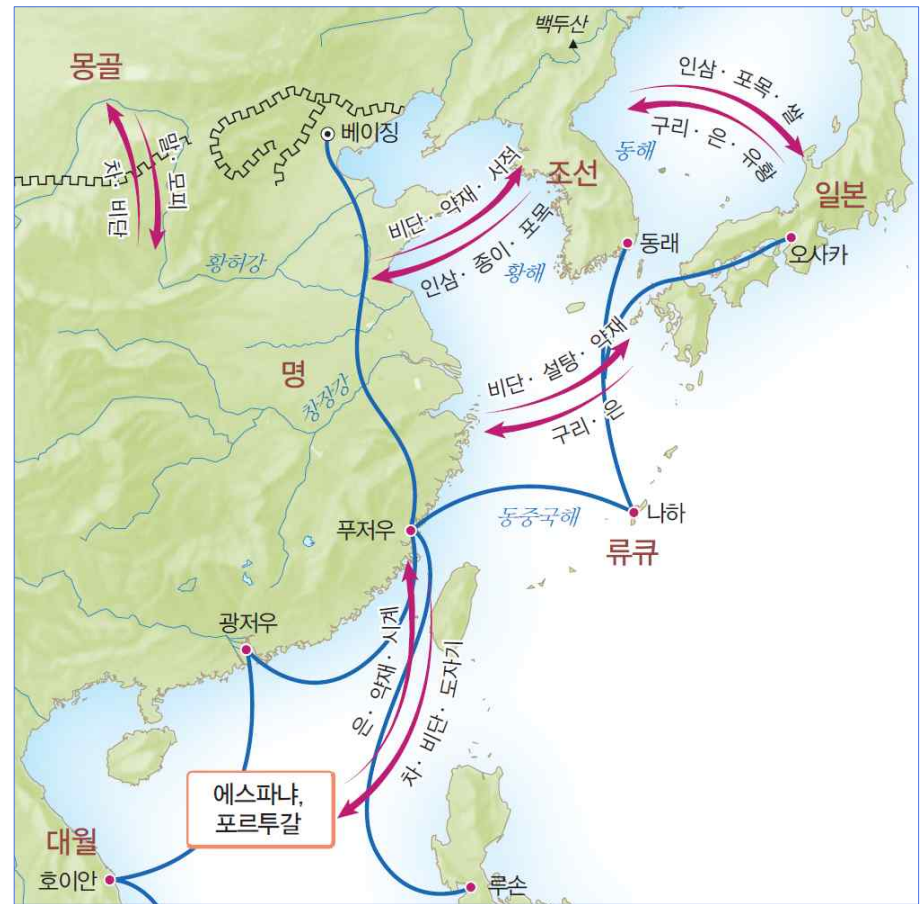 백두산
몽골
인삼·포목·쌀
베이징
구리·은·유황
동해
말·모피
차·비단
비단·약재·서적
조선
일본
인삼·종이·포목
황허강
황해
동래
오사카
명
창장강
비단·설탕·약재
구리·은
푸저우
동중국해
나하
류큐
광저우
은·약재·시계
차·비단·도자기
에스파냐,
포르투갈
대월
호이안
루손